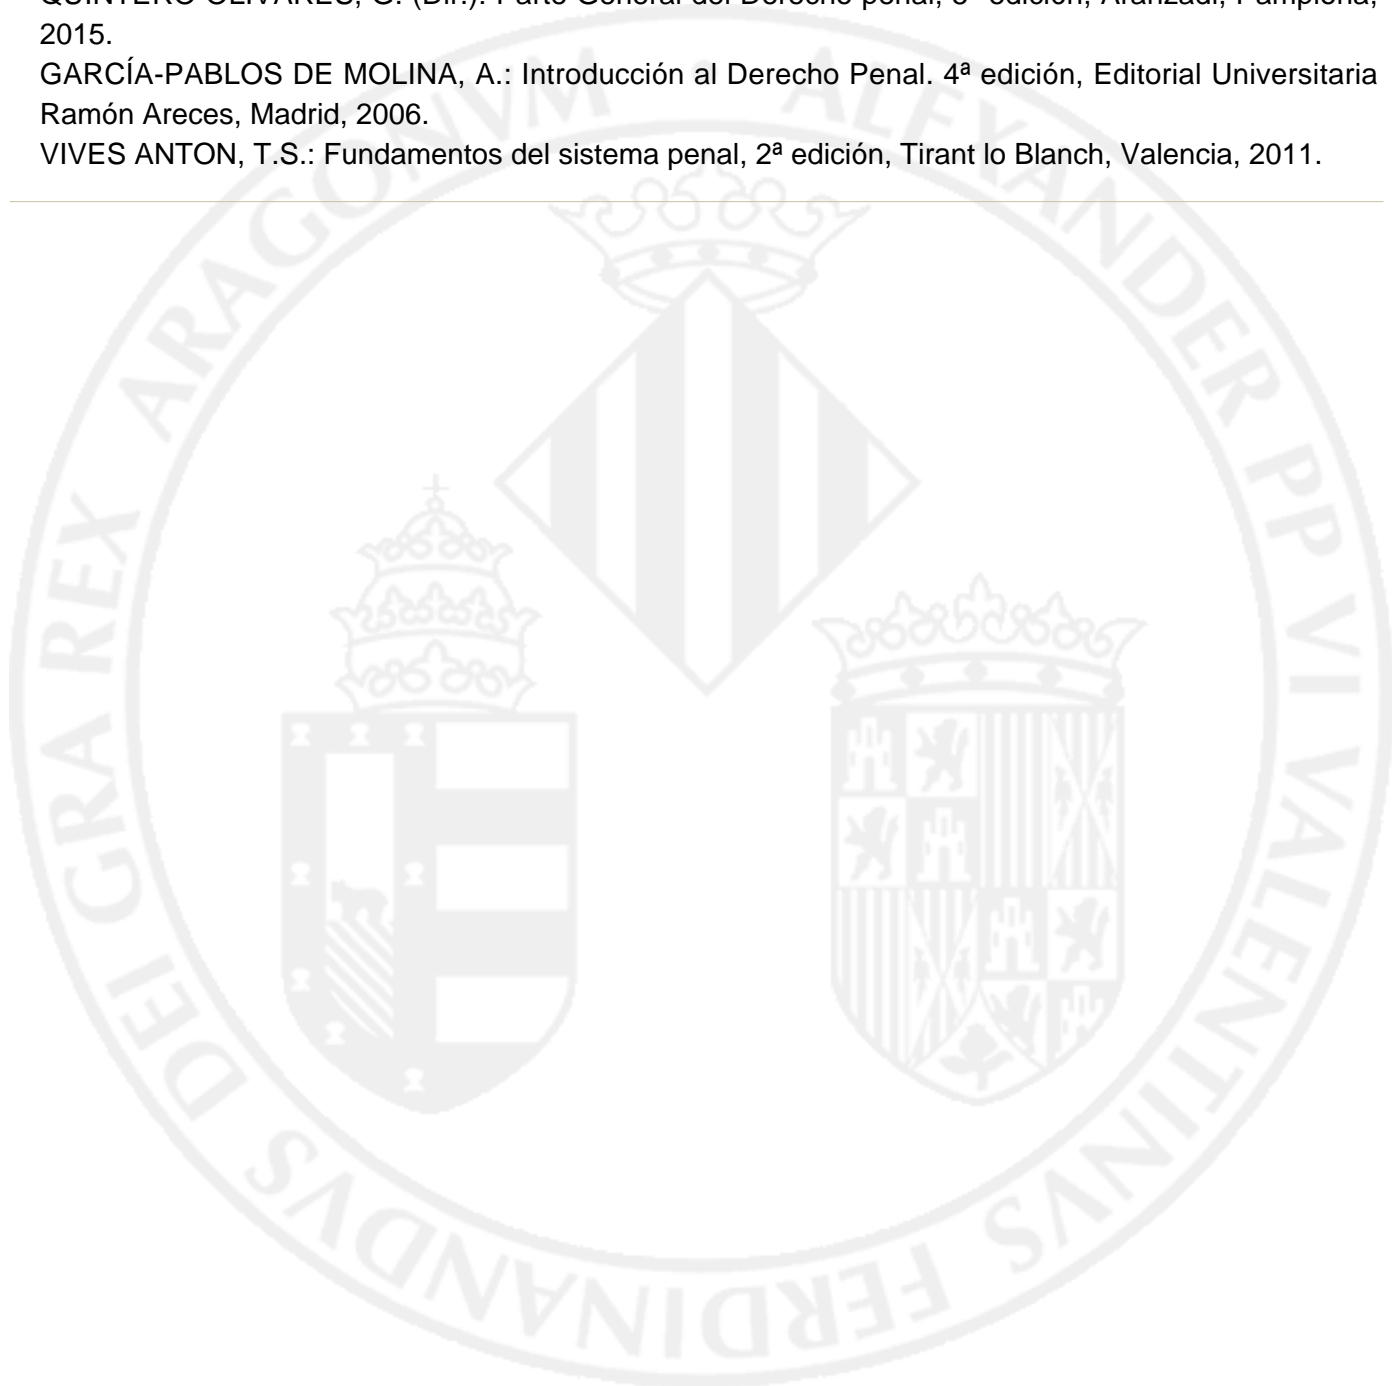 2015.
GARCÍA-PABLOS DE MOLINA, A.: Introducción al Derecho Penal. 4ª edición, Editorial Universitaria
Ramón Areces, Madrid, 2006.
VIVES ANTON, T.S.: Fundamentos del sistema penal, 2ª edición, Tirant lo Blanch, Valencia, 2011.
FERDINANDVS DEI GRA REX ARAGONVM • ALEXANDER PP VI VALENTINVS